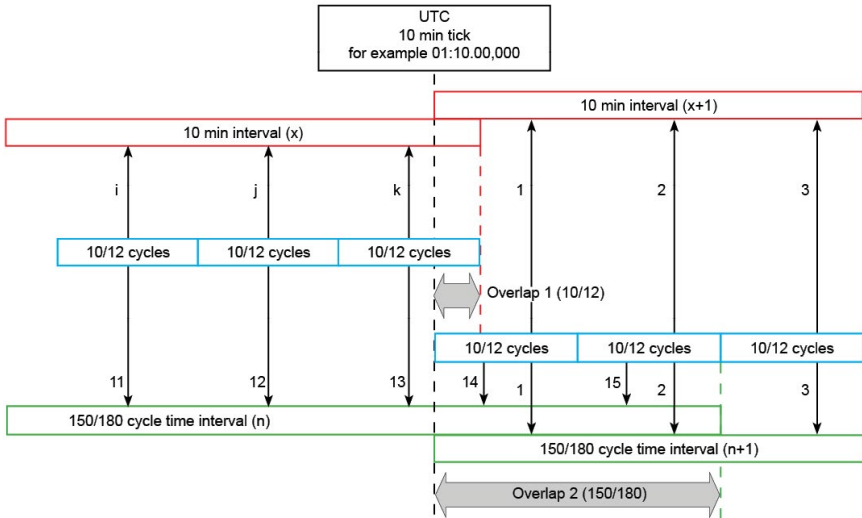 UTC
10 min tick
for example 01:10.00,000
10 min interval (x+1)
10 min interval (x)
i
j
k
1
2
3
10/12 cycles
10/12 cycles
10/12 cycles
Overlap 1 (10/12)
10/12 cycles
10/12 cycles
10/12 cycles
11
12
13
14
1
15
2
3
150/180 cycle time interval (n)
150/180 cycle time interval (n+1)
Overlap 2 (150/180)